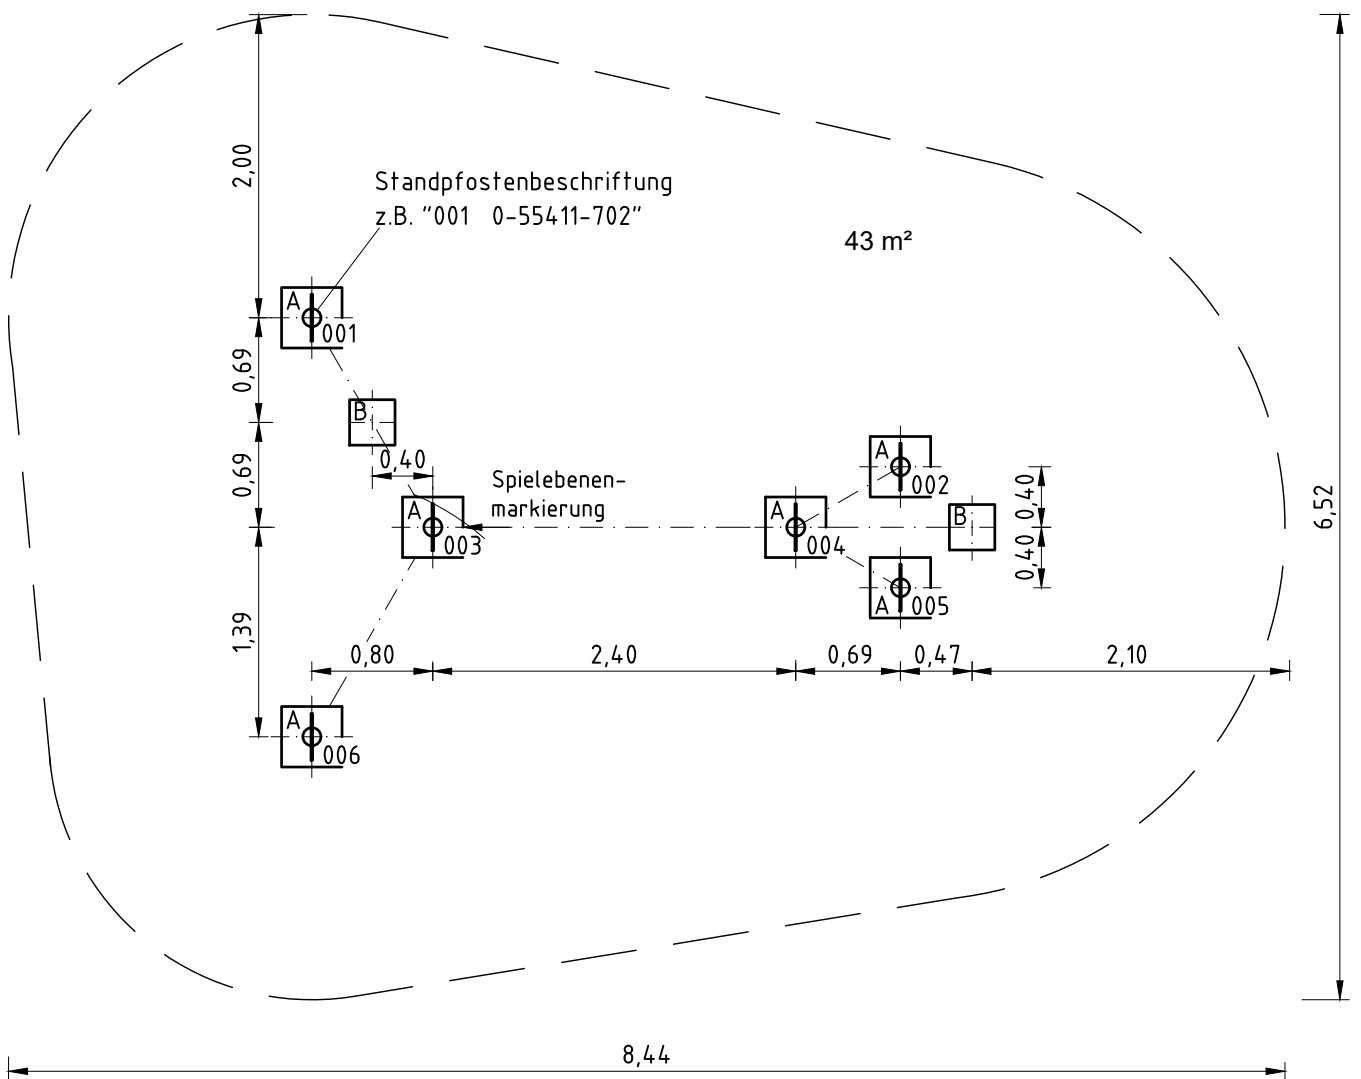 2,00
Standpfostenbeschriftung
z.B. "001 0-55411-702"
43 m²
A
001
0,69
B
0,69
0,40
Spielebenen-
markierung
A
003
A
004
A
002
B
0,40
0,40
A
005
6,52
1,39
0,80
2,40
0,69
0,47
2,10
A
006
8,44